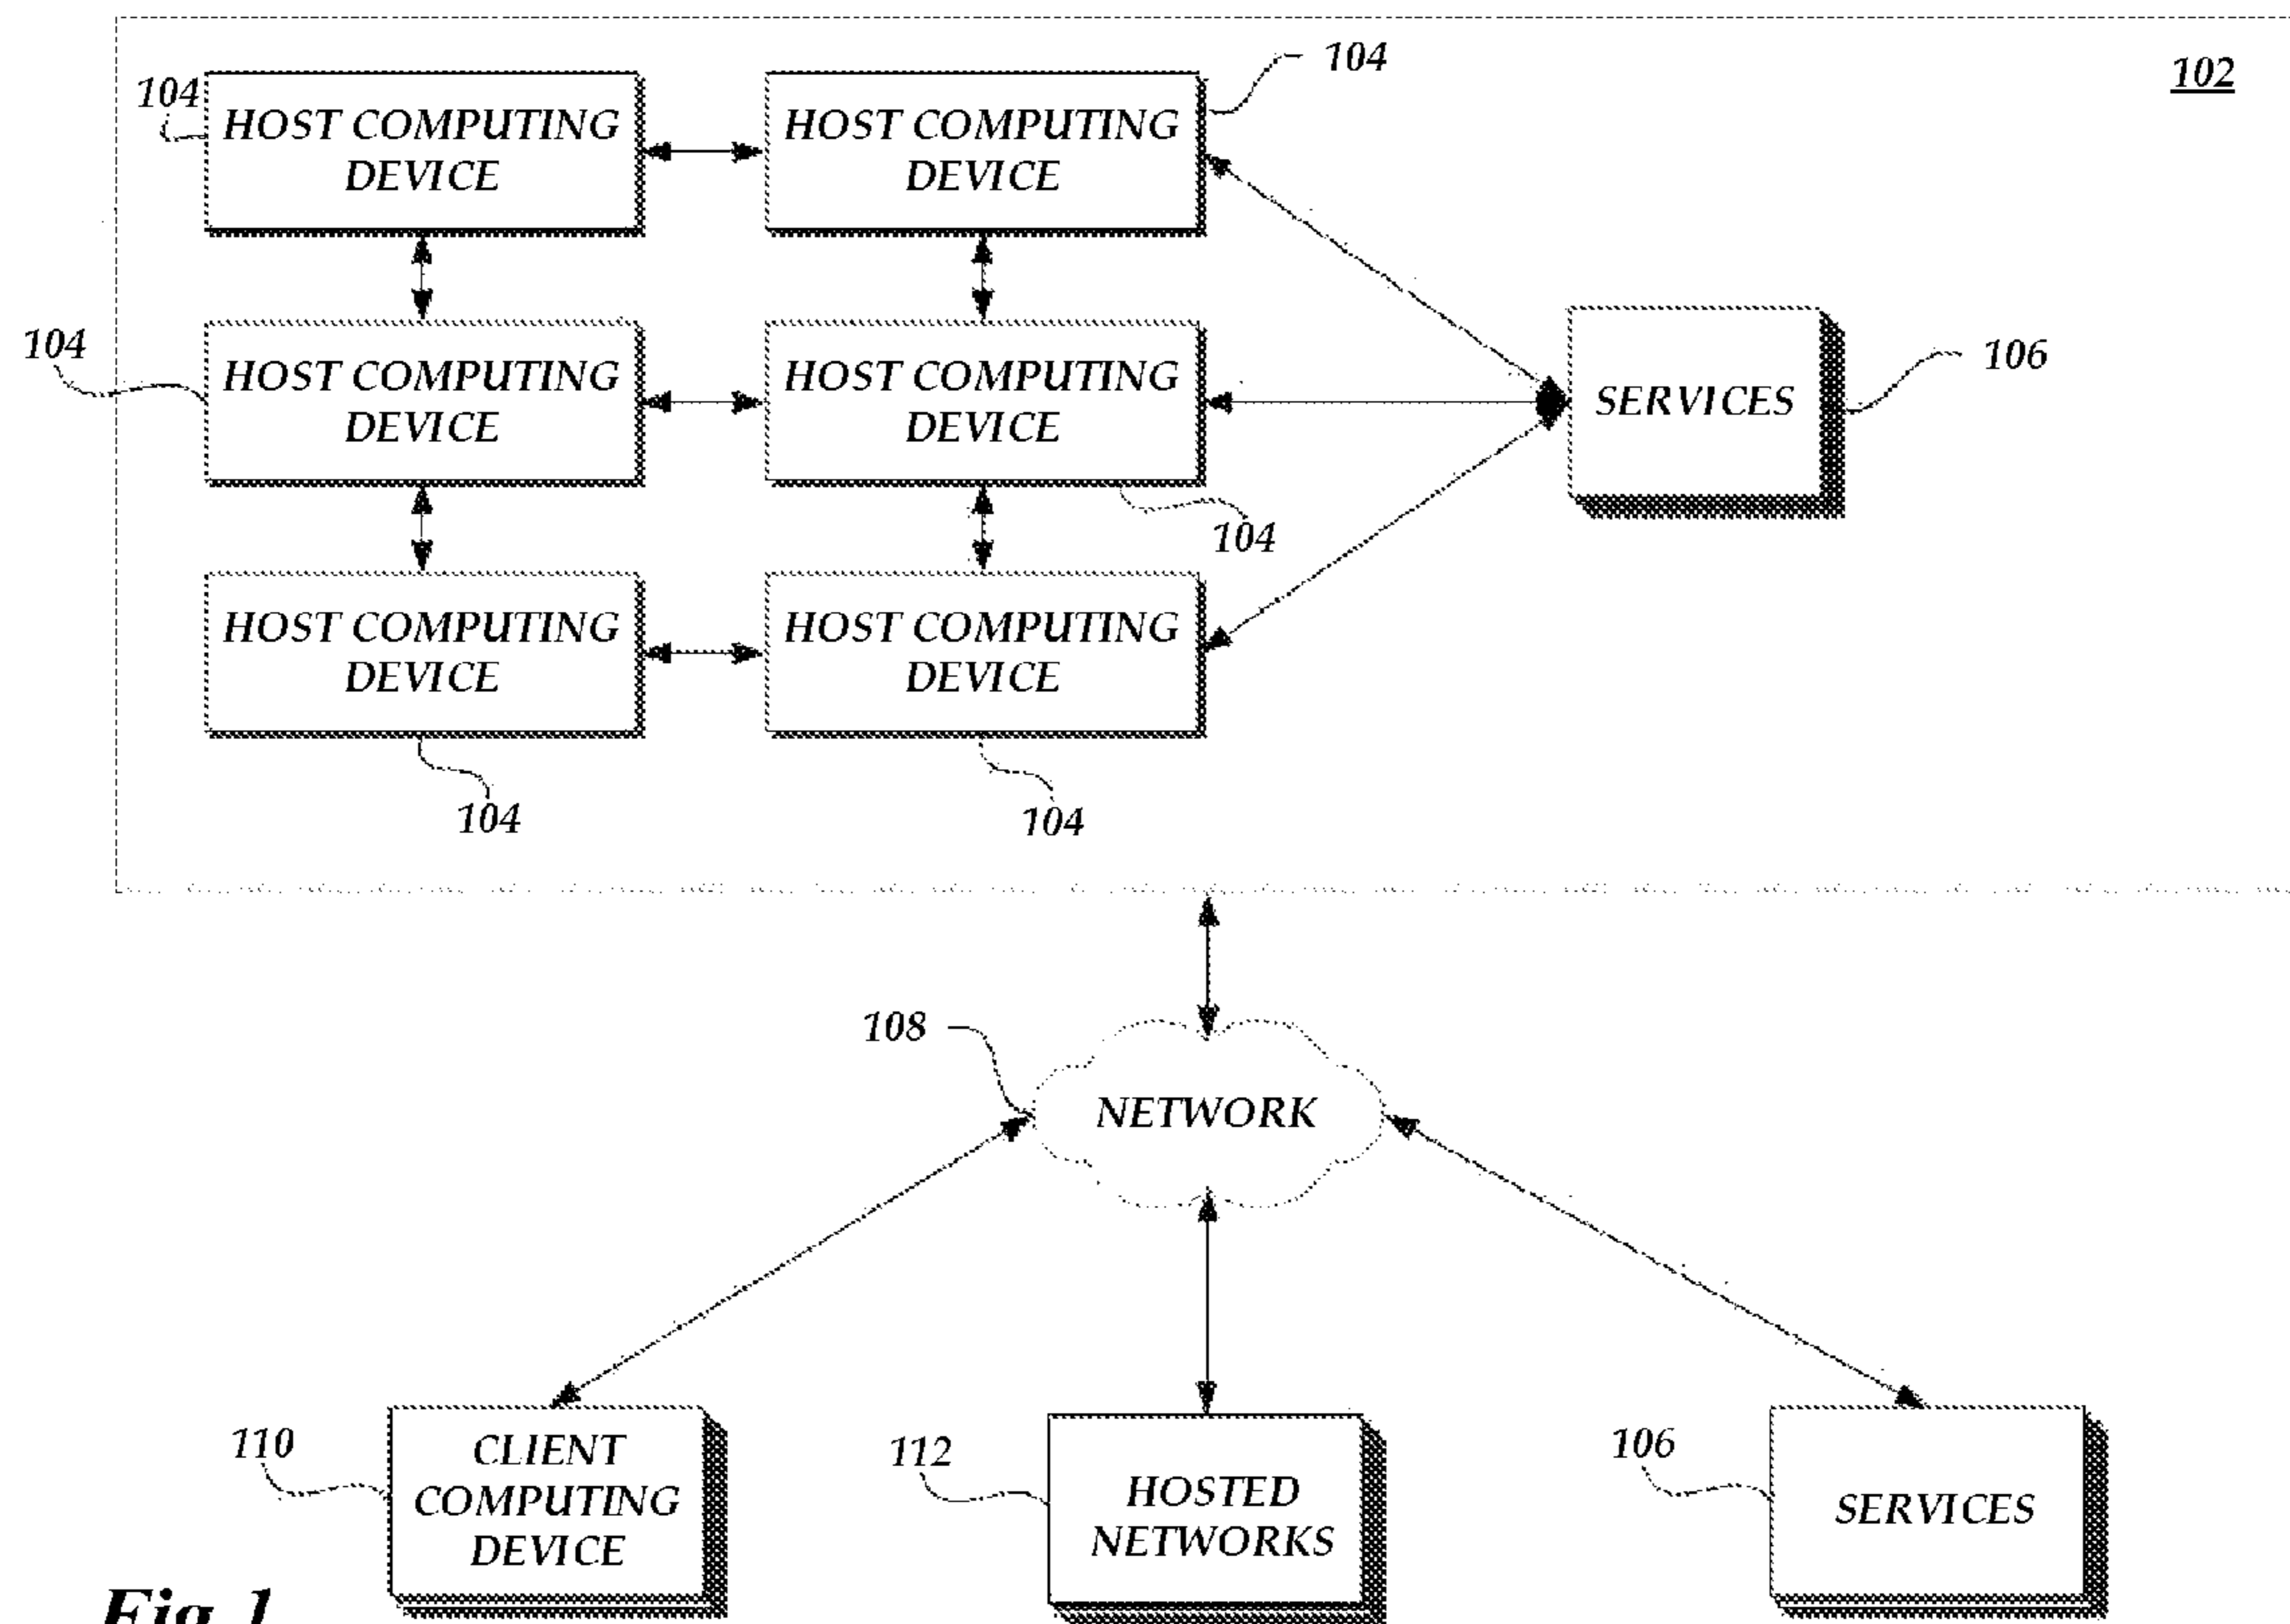 102
104
104
HOST COMPUTING
DEVICE
HOST COMPUTING
DEVICE
104
HOST COMPUTING
DEVICE
HOST COMPUTING
DEVICE
104
SERVICES
106
HOST COMPUTING
DEVICE
HOST COMPUTING
DEVICE
104
104
108
NETWORK
110
CLIENT
COMPUTING
DEVICE
112
HOSTED
NETWORKS
106
SERVICES
Fig.1